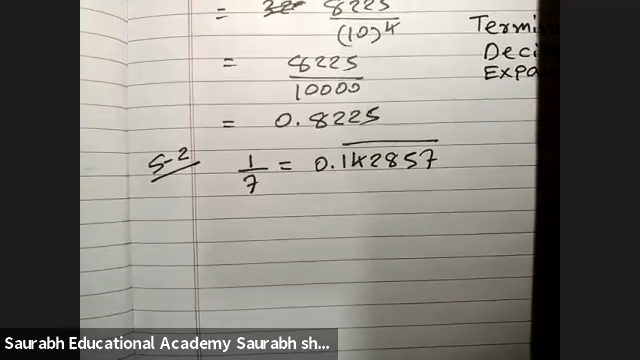 = 8225 / (10)^4
Termin
Deci
Expa
= 8225 / 10000
= 0.8225
S-2 1/7 = 0.142857
Saurabh Educational Academy Saurabh sh...